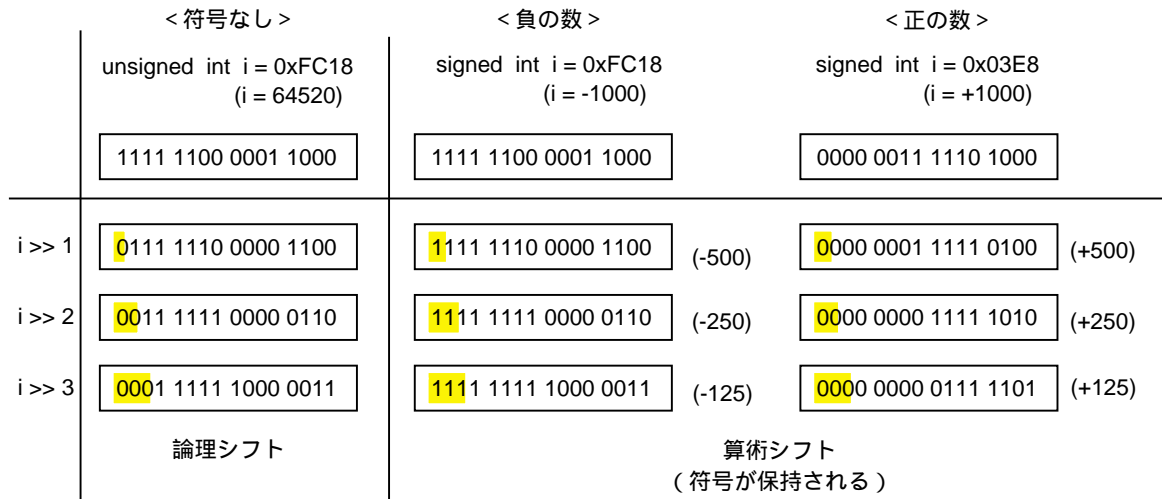 <符号なし> <負の数> <正の数>
unsigned int i = 0xFC18 signed int i = 0xFC18 signed int i = 0x03E8
(i = 64520) (i = -1000) (i = +1000)
1111 1100 0001 1000 1111 1100 0001 1000 0000 0011 1110 1000
i >> 1 0111 1110 0000 1100 1111 1110 0000 1100 (-500) 0000 0001 1111 0100 (+500)
i >> 2 0011 1111 0000 0110 1111 1111 0000 0110 (-250) 0000 0000 1111 1010 (+250)
i >> 3 0001 1111 1000 0011 1111 1111 1000 0011 (-125) 0000 0000 0111 1101 (+125)
論理シフト 算術シフト
(符号が保持される)